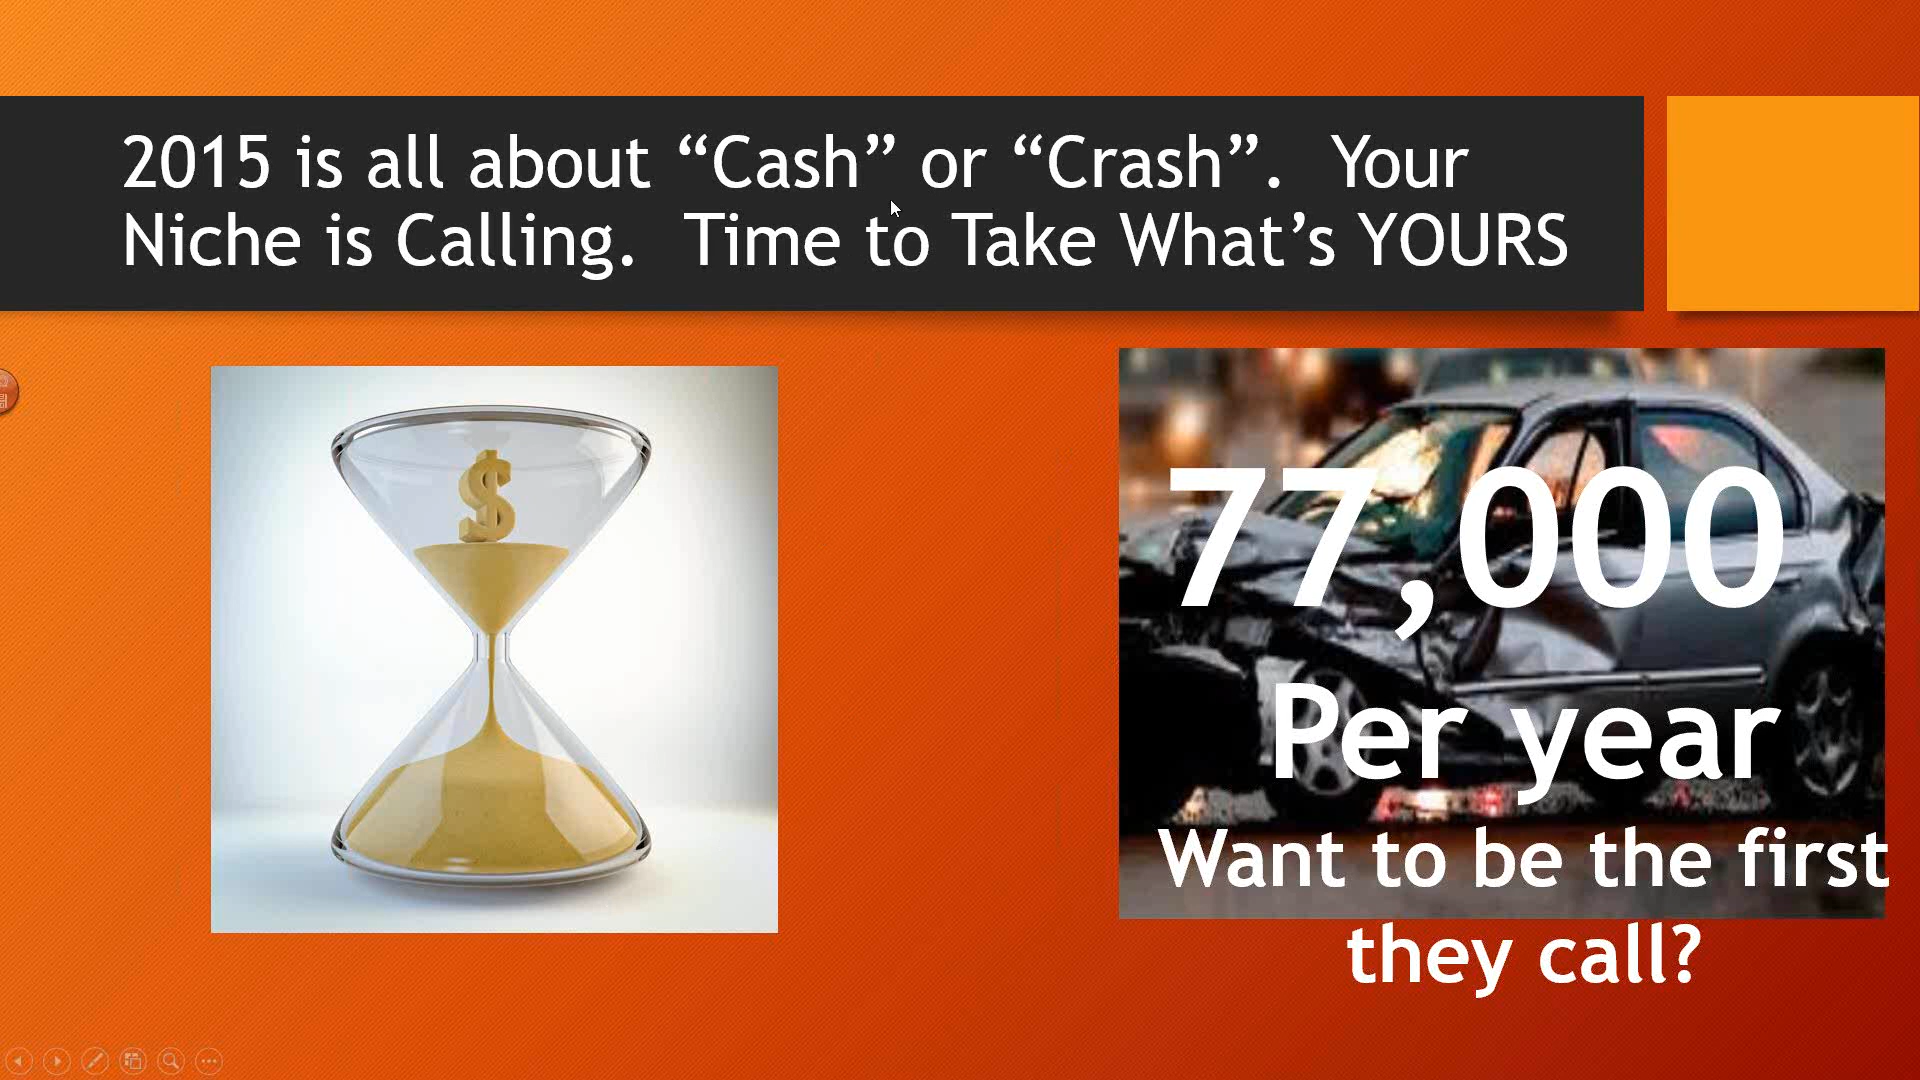 2015 is all about “Cash” or “Crash”.  Your
Niche is Calling.  Time to Take What’s YOURS
$
77,000
Per year
Want to be the first
they call?